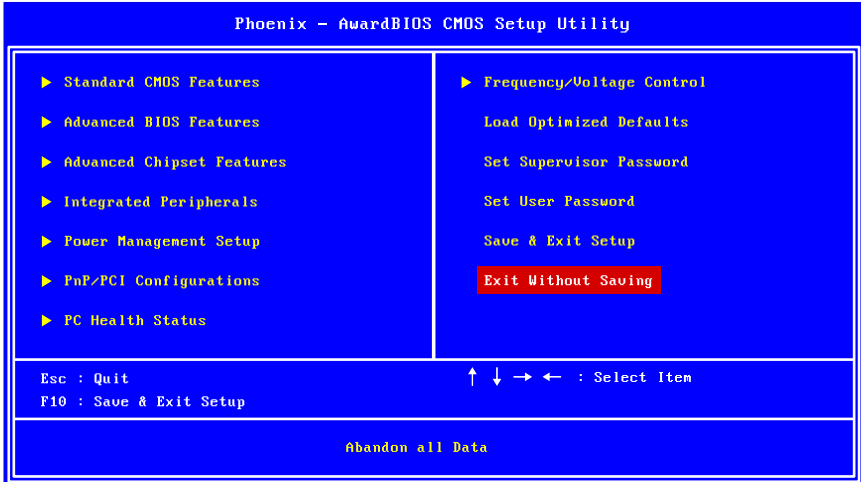 Phoenix – AwardBIOS CMOS Setup Utility
Standard CMOS Features
Advanced BIOS Features
Advanced Chipset Features
Integrated Peripherals
Power Management Setup
PnP/PCI Configurations
PC Health Status
Frequency/Voltage Control
Load Optimized Defaults
Set Supervisor Password
Set User Password
Save & Exit Setup
Exit Without Saving
Esc : Quit
F10 : Save & Exit Setup
↑ ↓ → ← : Select Item
Abandon all Data